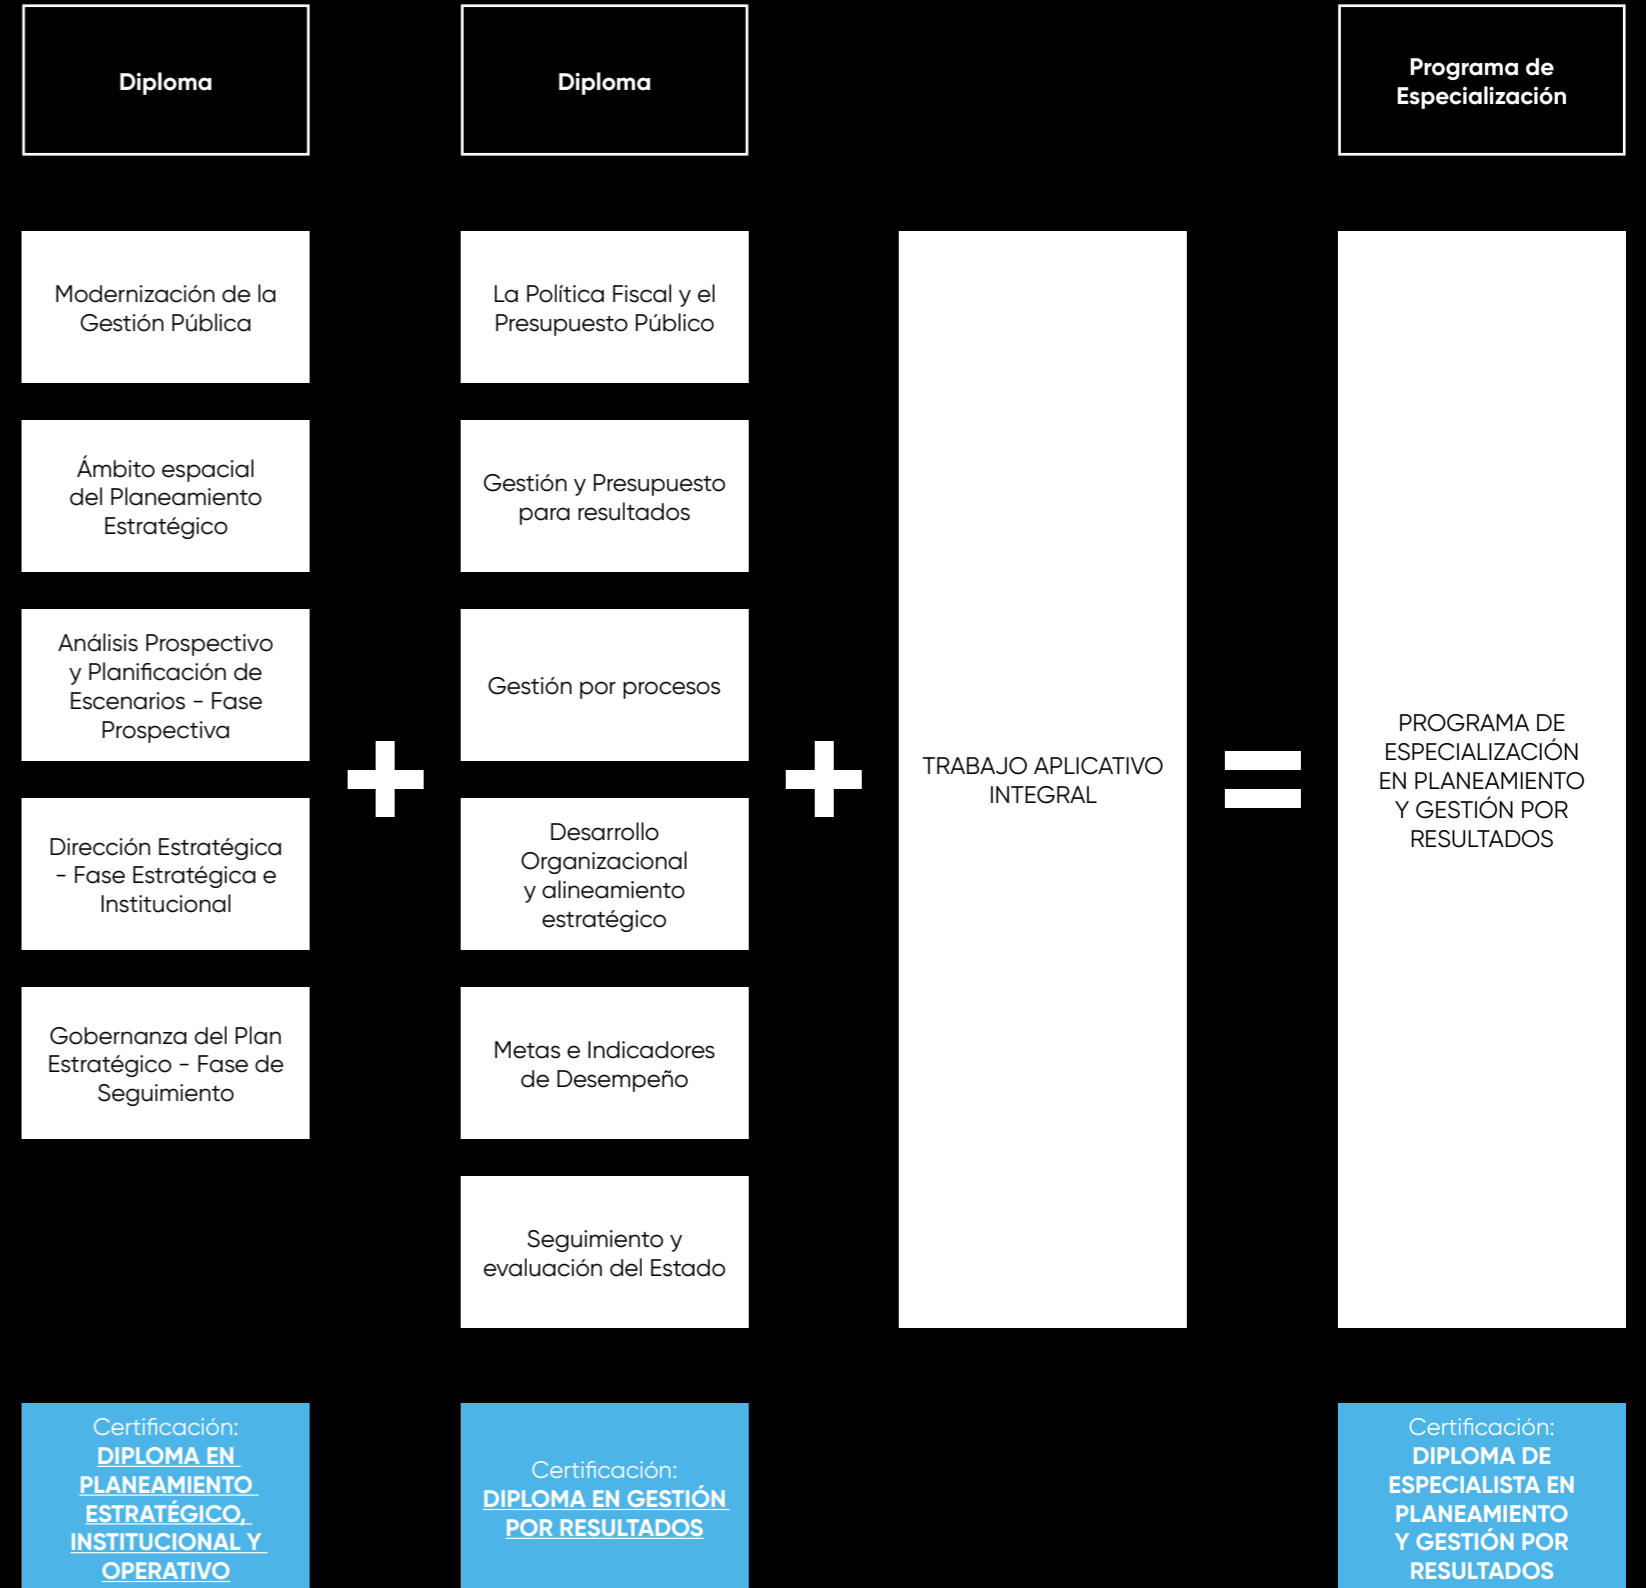 Diploma
Modernización de la
Gestión Pública
Ámbito espacial
del Planeamiento
Estratégico
Análisis Prospectivo
y Planificación de
Escenarios - Fase
Prospectiva
Dirección Estratégica
- Fase Estratégica e
Institucional
Gobernanza del Plan
Estratégico - Fase de
Seguimiento
Certificación:
DIPLOMA EN
PLANEAMIENTO
ESTRATÉGICO,
INSTITUCIONAL Y
OPERATIVO
+
Diploma
La Política Fiscal y el
Presupuesto Público
Gestión y Presupuesto
para resultados
Gestión por procesos
Desarrollo
Organizacional
y alineamiento
estratégico
Metas e Indicadores
de Desempeño
Seguimiento y
evaluación del Estado
Certificación:
DIPLOMA EN GESTIÓN
POR RESULTADOS
+
TRABAJO APLICATIVO
INTEGRAL
=
Programa de
Especialización
PROGRAMA DE
ESPECIALIZACIÓN
EN PLANEAMIENTO
Y GESTIÓN POR
RESULTADOS
Certificación:
DIPLOMA DE
ESPECIALISTA EN
PLANEAMIENTO
Y GESTIÓN POR
RESULTADOS